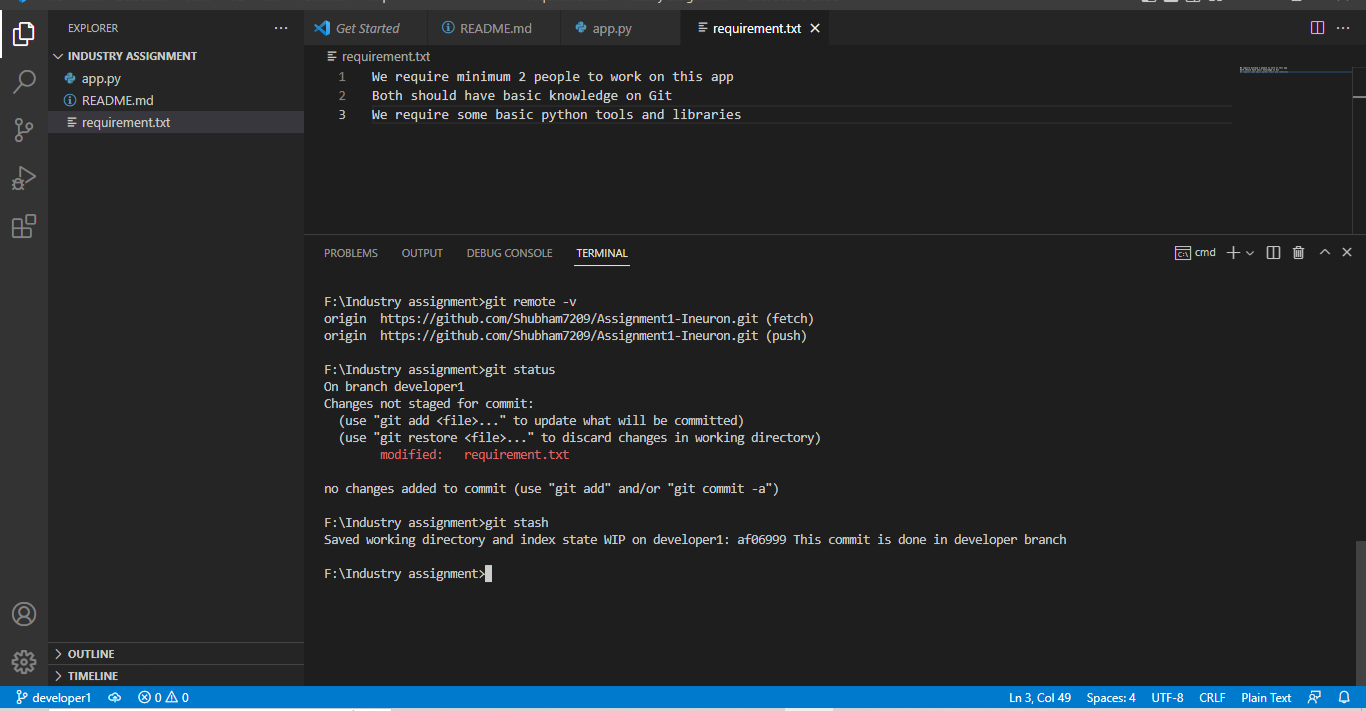 EXPLORER
INDUSTRY ASSIGNMENT
app.py
README.md
requirement.txt
OUTLINE
TIMELINE
Get Started
README.md
app.py
requirement.txt
requirement.txt
1 We require minimum 2 people to work on this app
2 Both should have basic knowledge on Git
3 We require some basic python tools and libraries
PROBLEMS OUTPUT DEBUG CONSOLE TERMINAL
cmd
F:\Industry assignment>git remote -v
origin https://github.com/Shubham7209/Assignment1-Ineuron.git (fetch)
origin https://github.com/Shubham7209/Assignment1-Ineuron.git (push)
F:\Industry assignment>git status
On branch developer1
Changes not staged for commit:
(use "git add <file>..." to update what will be committed)
(use "git restore <file>..." to discard changes in working directory)
modified: requirement.txt
no changes added to commit (use "git add" and/or "git commit -a")
F:\Industry assignment>git stash
Saved working directory and index state WIP on developer1: af06999 This commit is done in developer branch
F:\Industry assignment>
developer1 0 0 Ln 3, Col 49 Spaces: 4 UTF-8 CRLF Plain Text